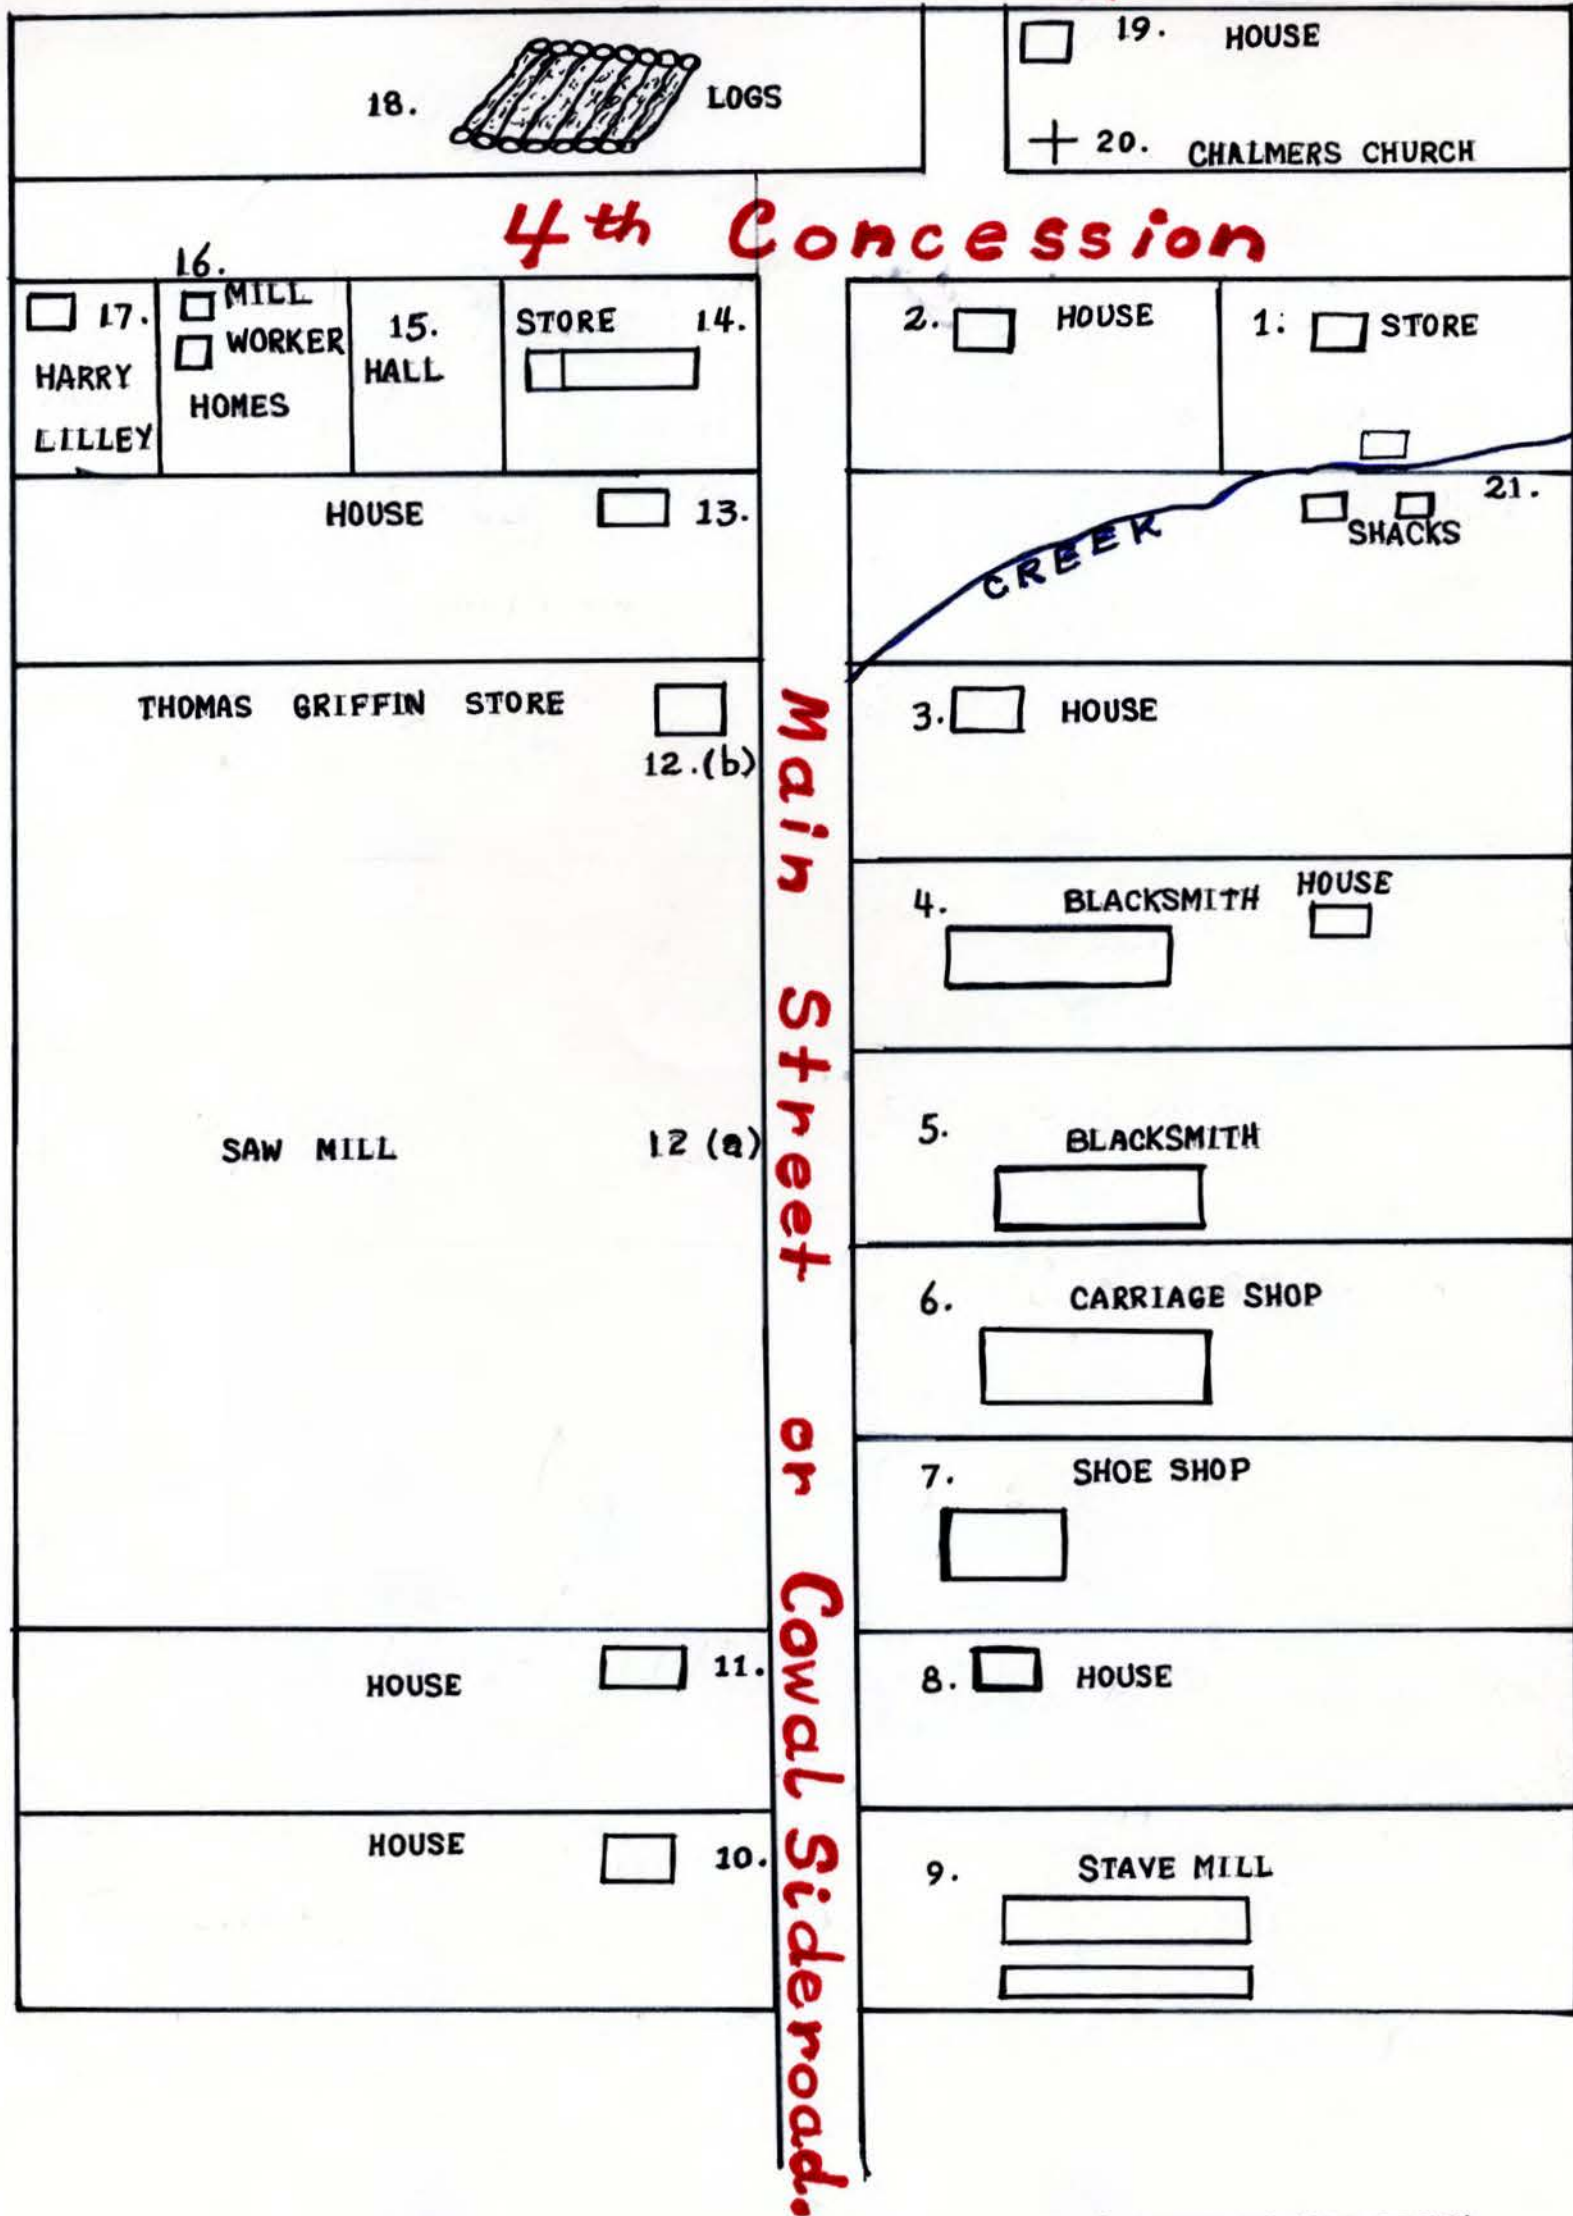 18. LOGS
19. HOUSE
20. CHALMERS CHURCH
4th Concession
17. HARRY
LILLEY
16.
MILL
WORKER
HOMES
15.
HALL
STORE 14.
2. HOUSE
1. STORE
HOUSE 13.
CREEK
21.
SHACKS
THOMAS GRIFFIN STORE
12.(b)
3. HOUSE
4. BLACKSMITH HOUSE
SAW MILL 12 (a)
5. BLACKSMITH
6. CARRIAGE SHOP
7. SHOE SHOP
HOUSE 11.
8. HOUSE
HOUSE 10.
9. STAVE MILL
Main Street or Cowal Sideroad.